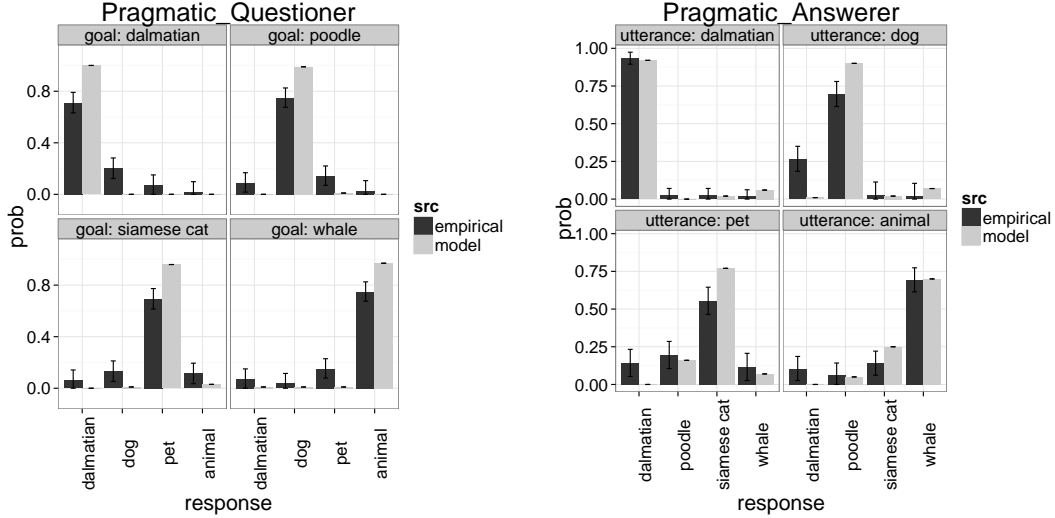 Pragmatic_Questioner
goal: dalmatian
goal: poodle
0.8
0.4
0.0
goal: siamese cat
goal: whale
0.8
0.4
0.0
prob
dalmatian
dog
pet
animal
dalmatian
dog
pet
animal
response
src
empirical
model
Pragmatic_Answerer
utterance: dalmatian
utterance: dog
1.00
0.75
0.50
0.25
0.00
utterance: pet
utterance: animal
1.00
0.75
0.50
0.25
0.00
prob
dalmatian
poodle
siamese cat
whale
dalmatian
poodle
siamese cat
whale
response
src
empirical
model